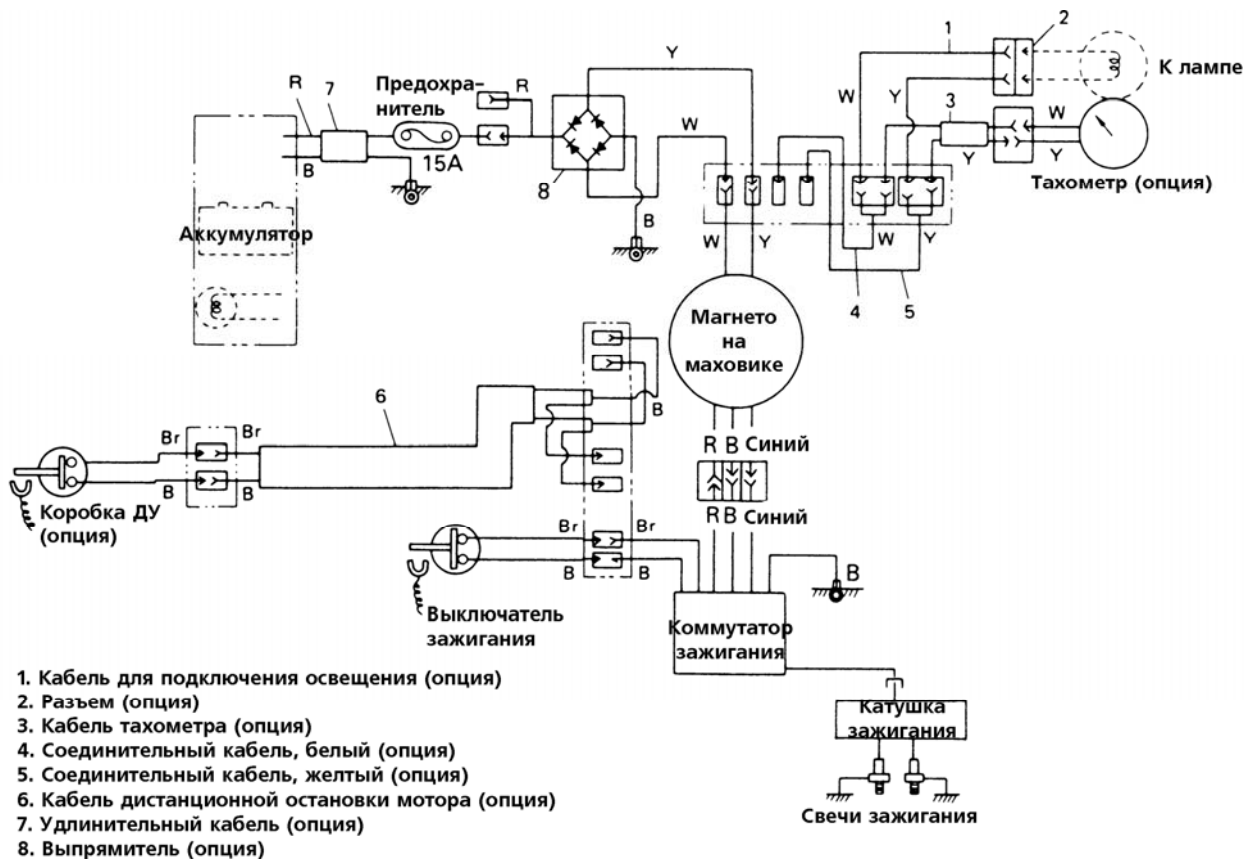 1
2
К лампе
Y
R
7
Предохра-
нитель
R
W
Y
3
W
W
Y
Y
B
15А
8
Тахометр (опция)
B
W
Y
W
Y
Аккумулятор
4
5
Магнето
на
маховике
6
B
R B Синий
Br
Br
B
B
Коробка ДУ
(опция)
R B Синий
Br
Br
B
B
B
Выключатель
зажигания
Коммутатор
зажигания
Катушка
зажигания
Свечи зажигания
1. Кабель для подключения освещения (опция)
2. Разъем (опция)
3. Кабель тахометра (опция)
4. Соединительный кабель, белый (опция)
5. Соединительный кабель, желтый (опция)
6. Кабель дистанционной остановки мотора (опция)
7. Удлинительный кабель (опция)
8. Выпрямитель (опция)